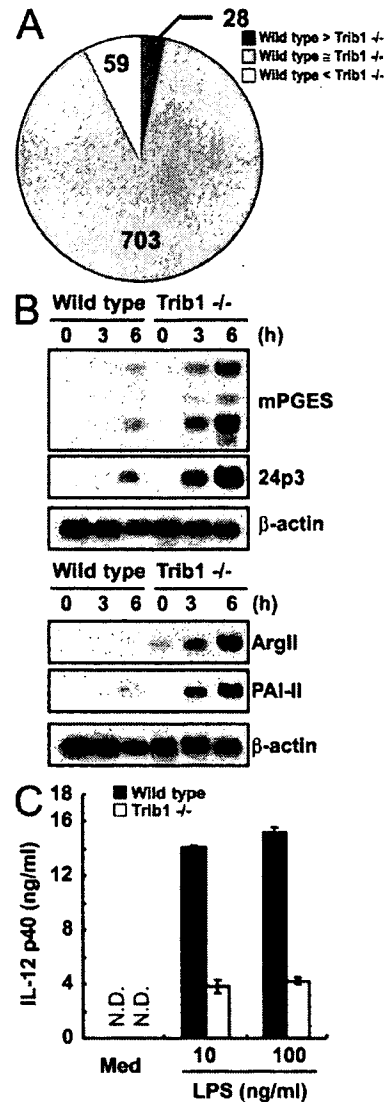 A
28
59
703
Wild type > Trib1 -/-
Wild type ≅ Trib1 -/-
Wild type < Trib1 -/-
B
Wild type Trib1 -/-
0 3 6 0 3 6 (h)
mPGES
24p3
β-actin
Wild type Trib1 -/-
0 3 6 0 3 6 (h)
ArgII
PAI-II
β-actin
C
Wild type
Trib1 -/-
IL-12 p40 (ng/ml)
18
16
12
8
4
0
N.D.
N.D.
Med
10
100
LPS (ng/ml)